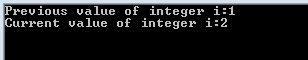 Previous value of integer i:1
Current value of integer i:2